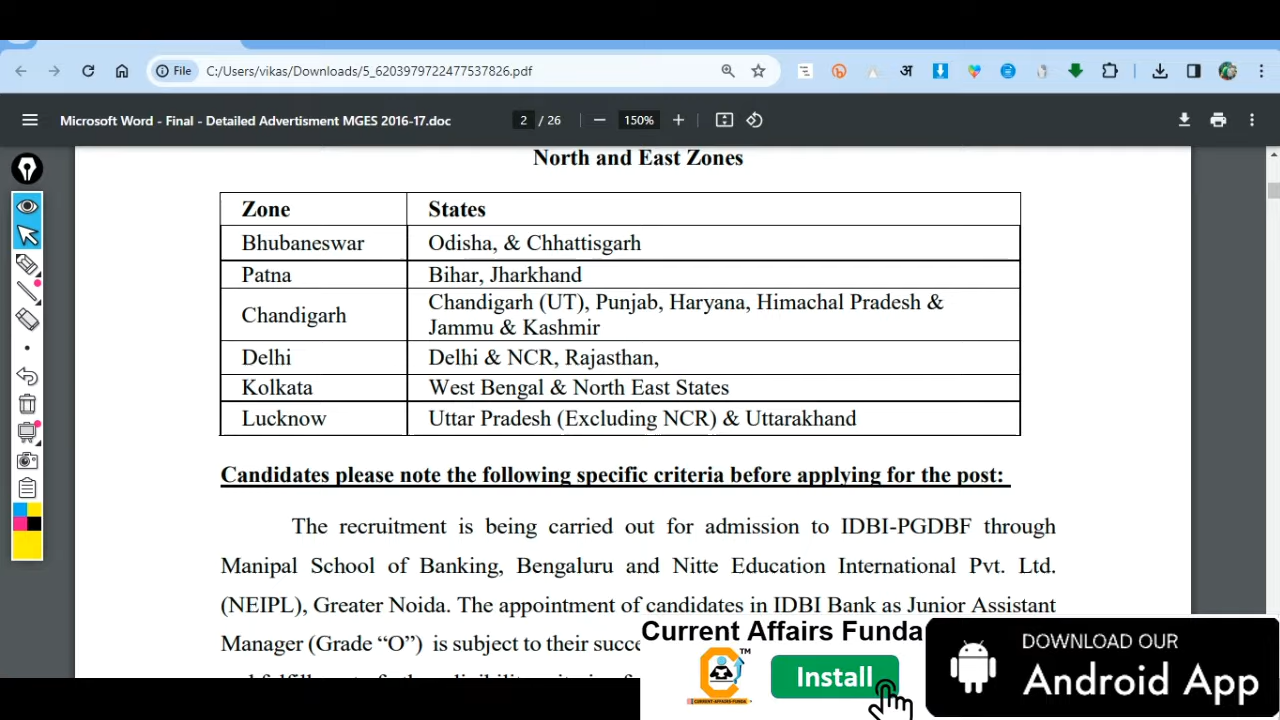 File C:/Users/vikas/Downloads/5_6203979722477537826.pdf
अ
Microsoft Word - Final - Detailed Advertisment MGES 2016-17.doc 2 / 26 150%
North and East Zones
Zone States
Bhubaneswar Odisha, & Chhattisgarh
Patna Bihar, Jharkhand
Chandigarh Chandigarh (UT), Punjab, Haryana, Himachal Pradesh &
Jammu & Kashmir
Delhi Delhi & NCR, Rajasthan,
Kolkata West Bengal & North East States
Lucknow Uttar Pradesh (Excluding NCR) & Uttarakhand
Candidates please note the following specific criteria before applying for the post:
The recruitment is being carried out for admission to IDBI-PGDBF through
Manipal School of Banking, Bengaluru and Nitte Education International Pvt. Ltd.
(NEIPL), Greater Noida. The appointment of candidates in IDBI Bank as Junior Assistant
Manager (Grade “O”) is subject to their succe
Current Affairs Funda
TM
CURRENT-AFFAIRS-FUNDA
Install
DOWNLOAD OUR
Android App